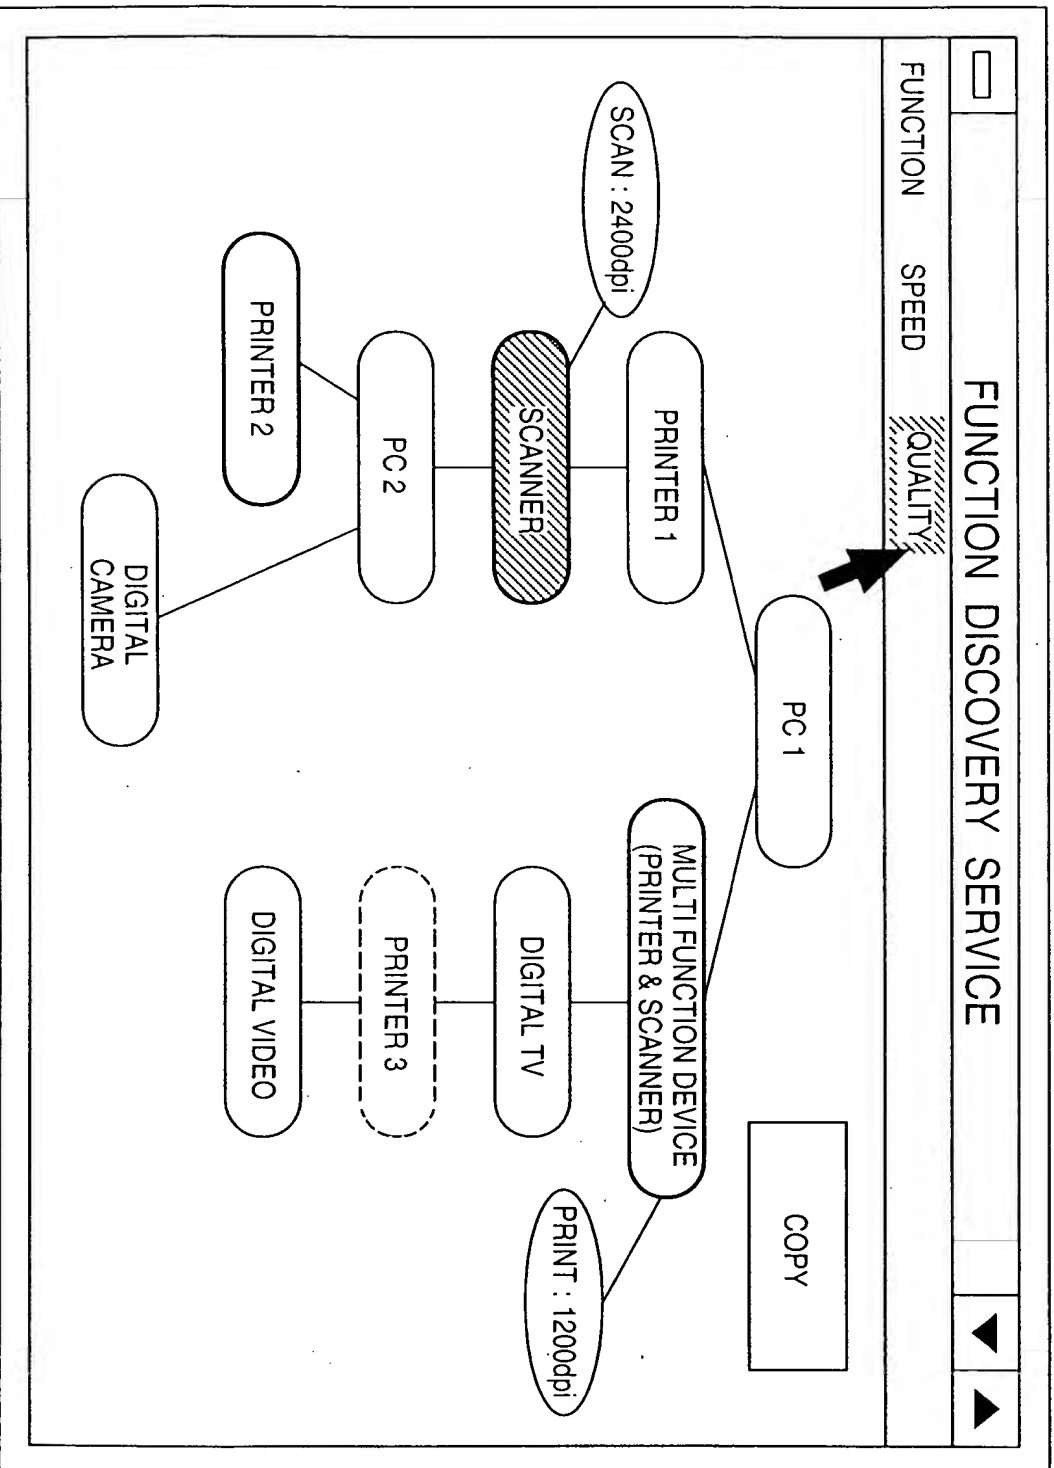 FUNCTION DISCOVERY SERVICE
FUNCTION SPEED QUALITY
PC 1
COPY
PRINTER 1
MULTI FUNCTION DEVICE
(PRINTER & SCANNER)
SCAN : 2400dpi
SCANNER
DIGITAL TV
PRINT : 1200dpi
PC 2
PRINTER 3
PRINTER 2
DIGITAL VIDEO
DIGITAL
CAMERA